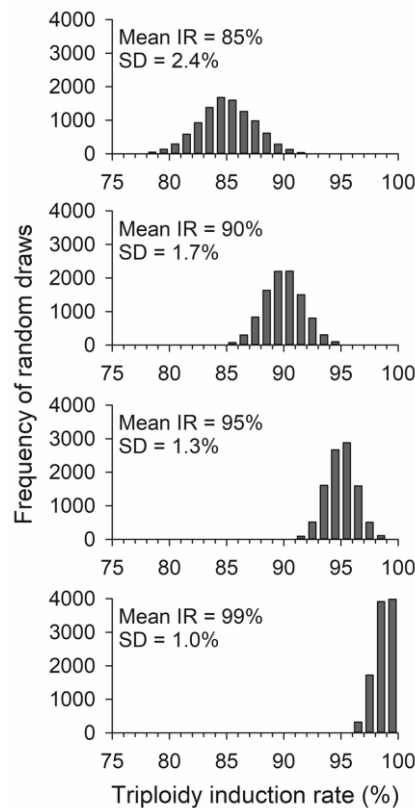 Frequency of random draws
4000
3000
2000
1000
0
Mean IR = 85%
SD = 2.4%
75 80 85 90 95 100
4000
3000
2000
1000
0
Mean IR = 90%
SD = 1.7%
75 80 85 90 95 100
4000
3000
2000
1000
0
Mean IR = 95%
SD = 1.3%
75 80 85 90 95 100
4000
3000
2000
1000
0
Mean IR = 99%
SD = 1.0%
75 80 85 90 95 100
Triploidy induction rate (%)